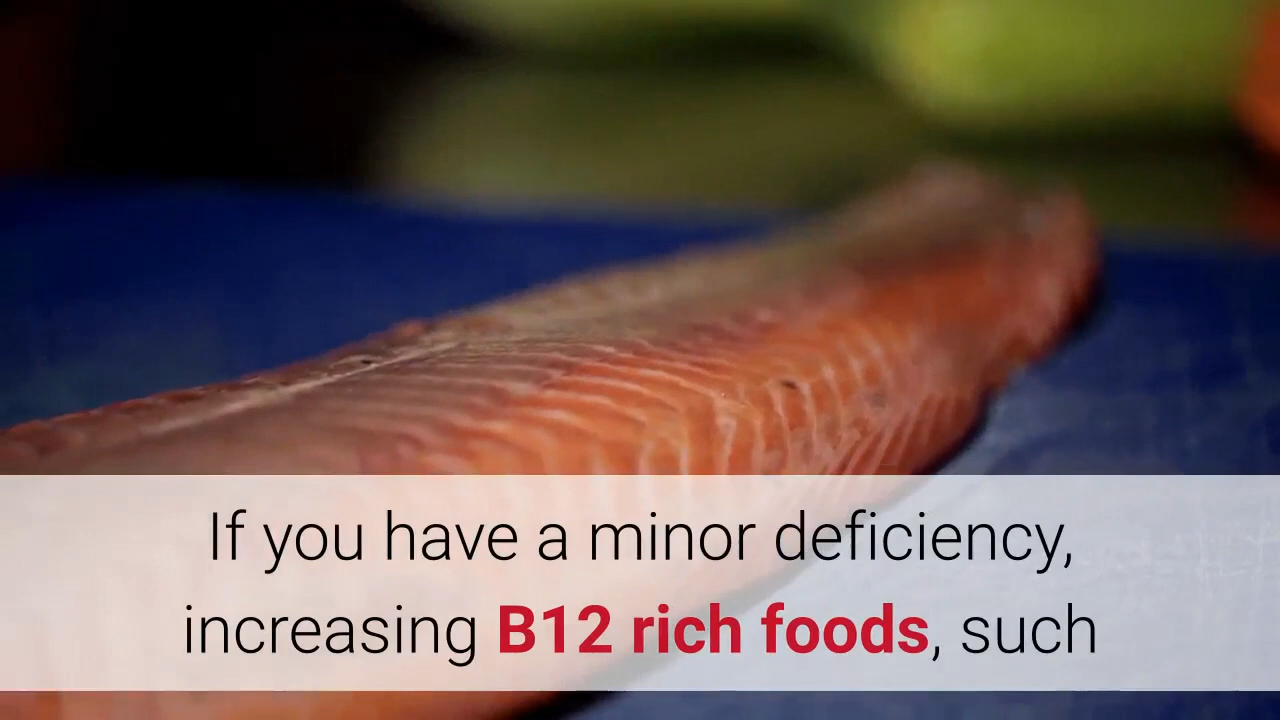 If you have a minor deficiency,
increasing B12 rich foods, such